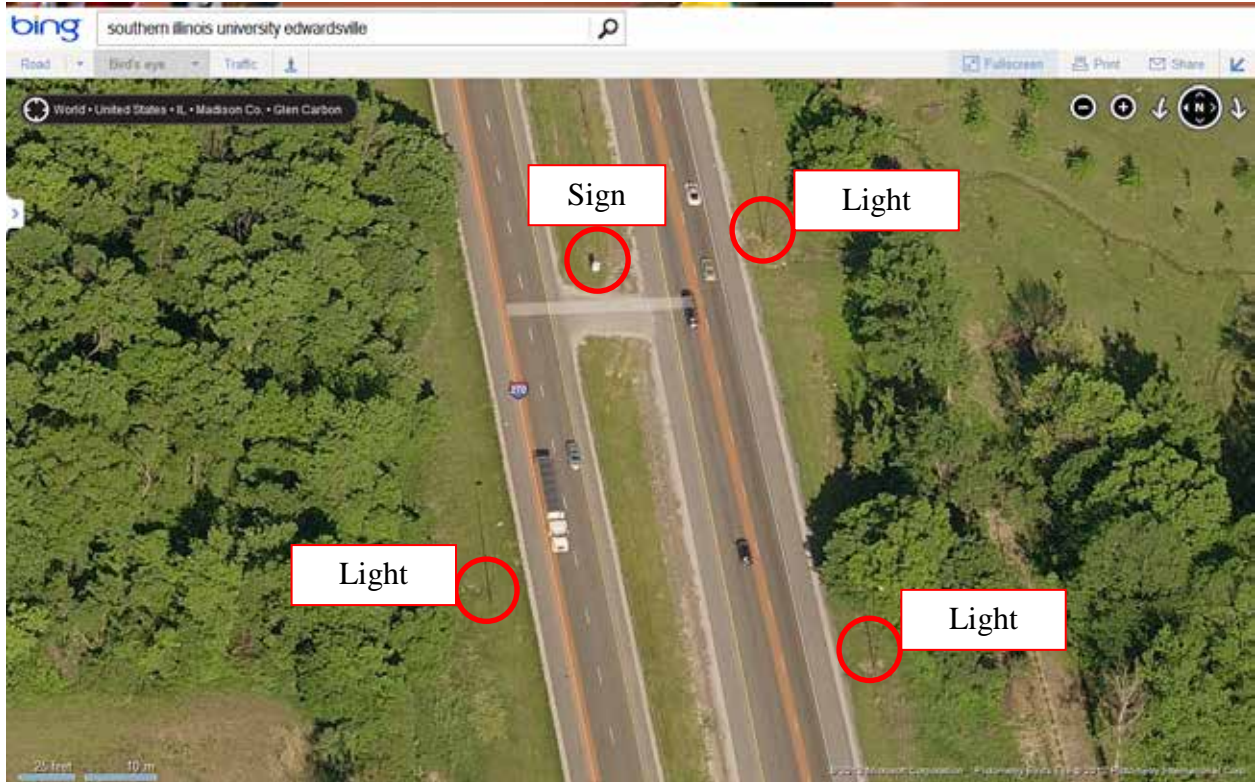 bing
southern illinois university edwardsville
Road Bird's eye Traffic
Fullscreen Print Share
World • United States • IL • Madison Co. • Glen Carbon
N
Sign
Light
270
Light
Light
25 feet 10 m